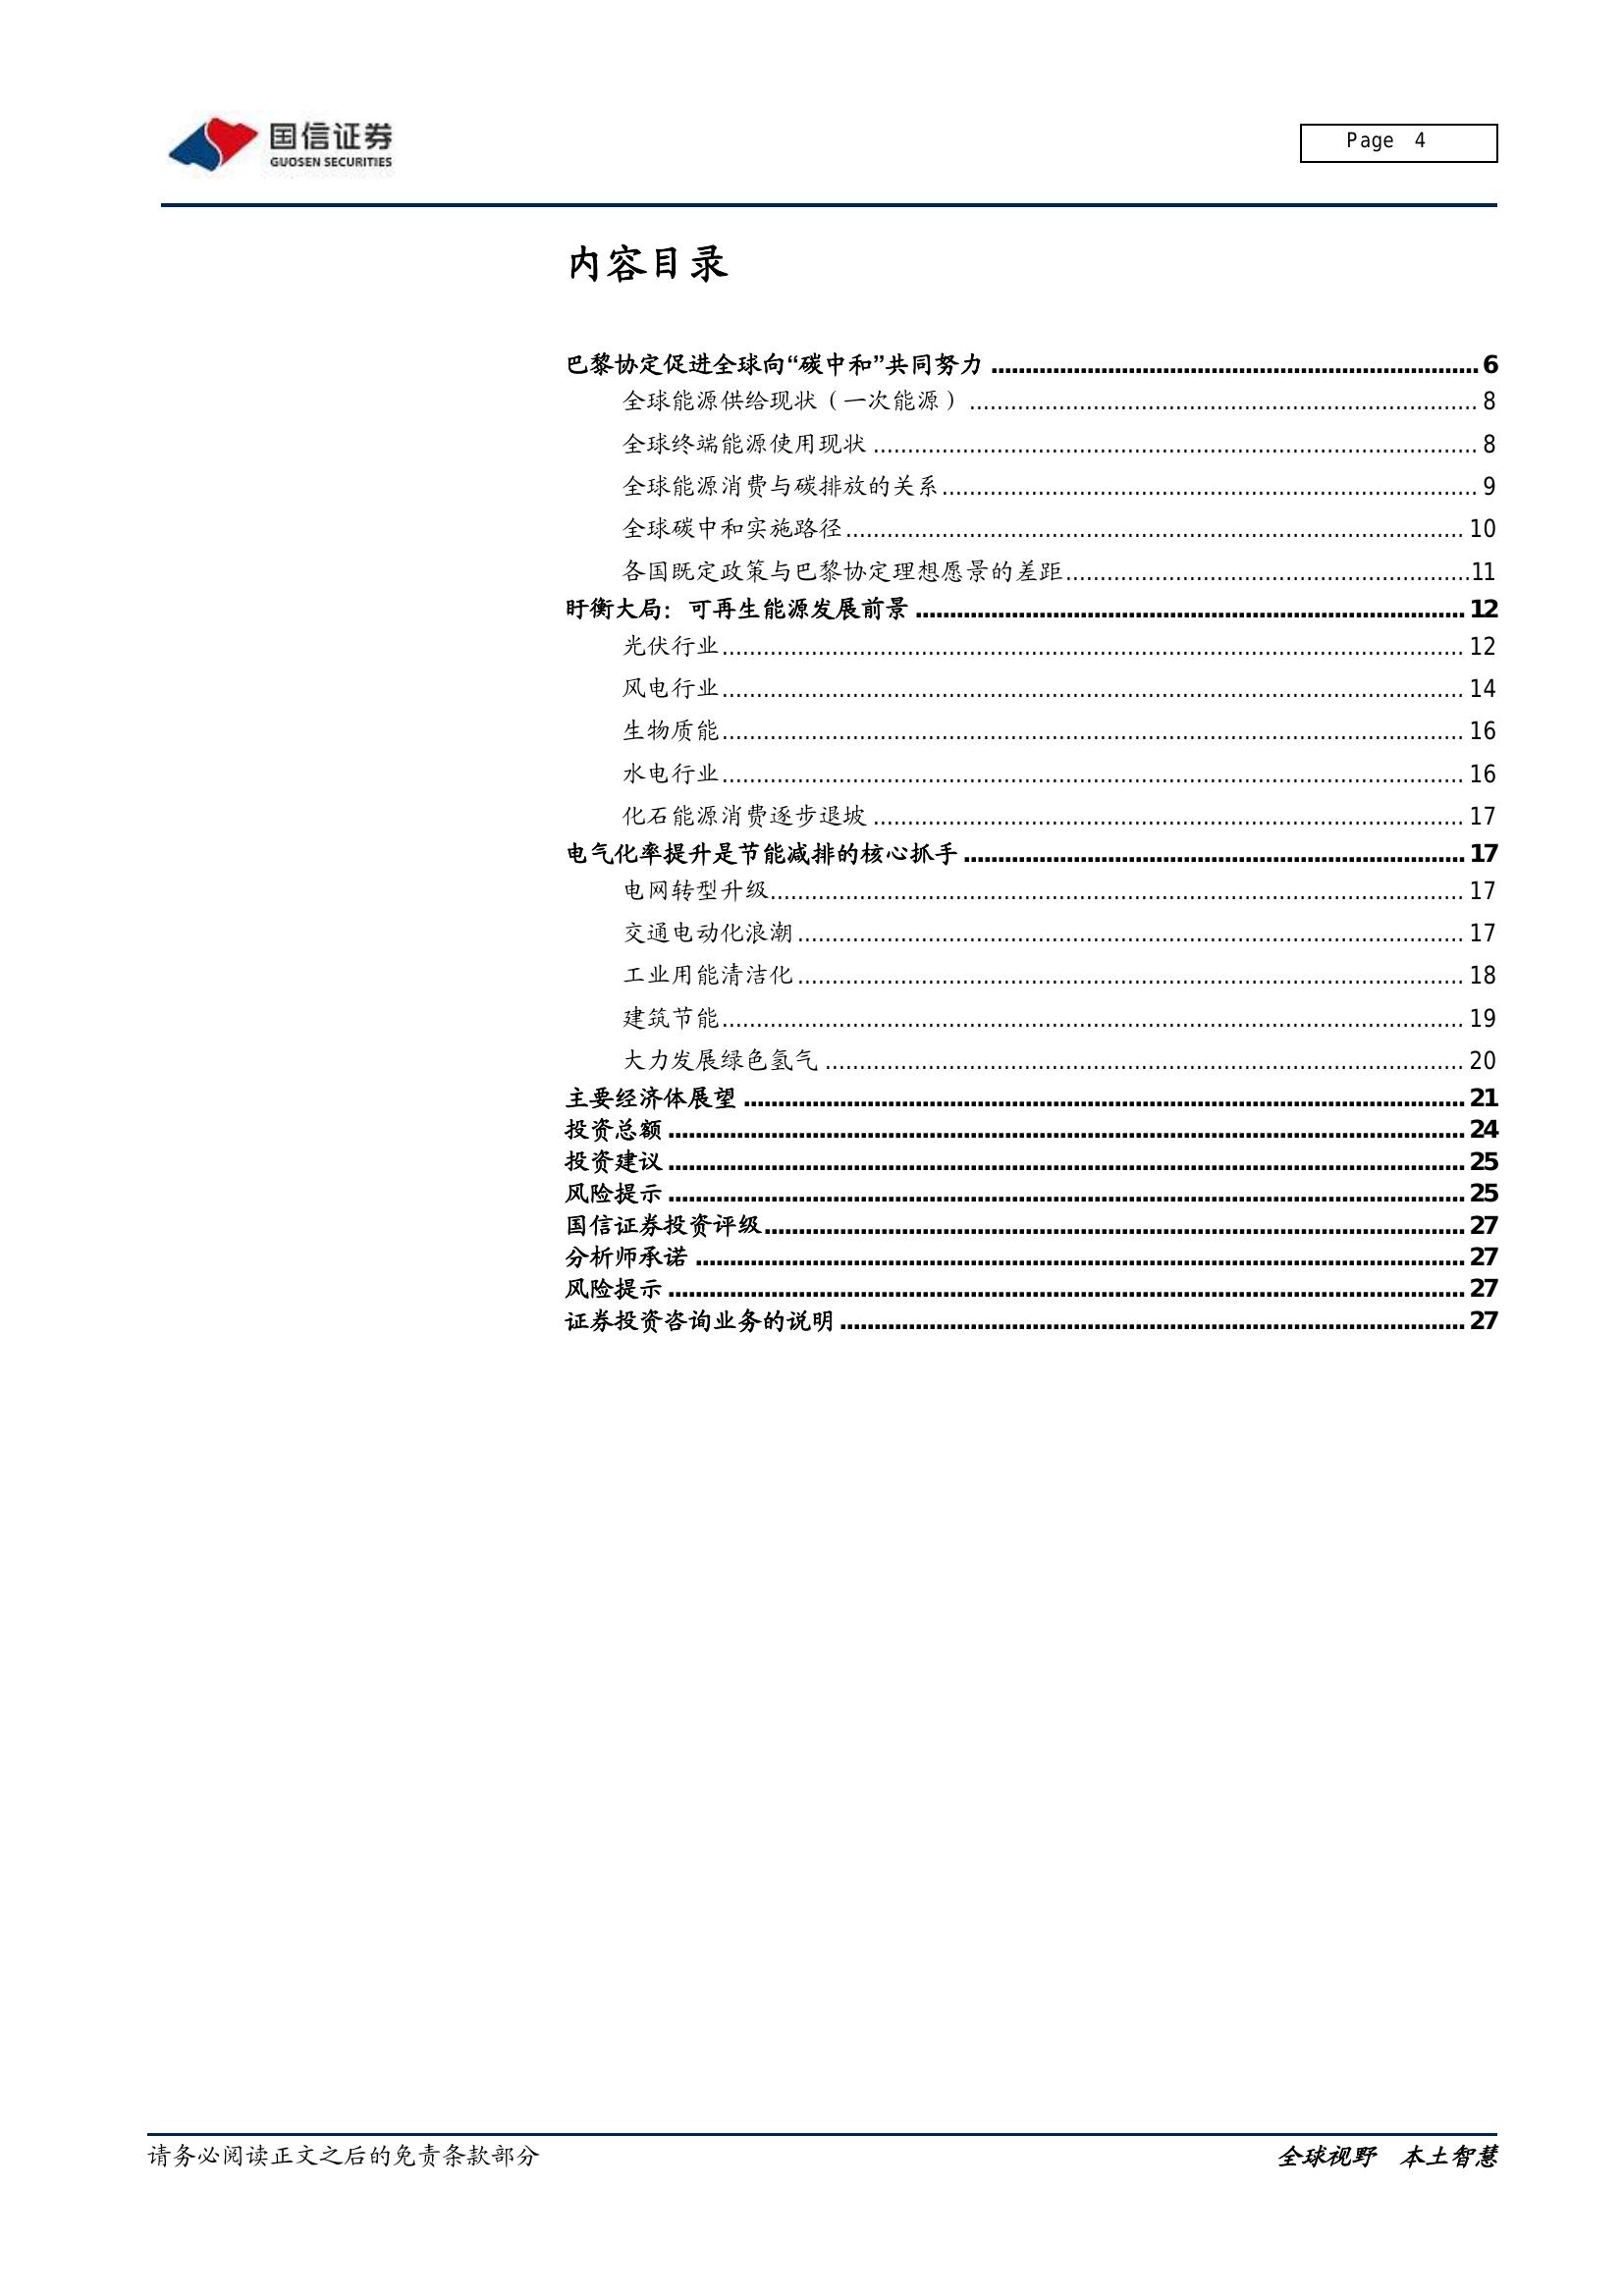 国信证券
GUOSEN SECURITIES
Page 4
内容目录
巴黎协定促进全球向“碳中和”共同努力 ........................................................................ 6
全球能源供给现状（一次能源） ........................................................................... 8
全球终端能源使用现状 ......................................................................................... 8
全球能源消费与碳排放的关系............................................................................... 9
全球碳中和实施路径........................................................................................... 10
各国既定政策与巴黎协定理想愿景的差距............................................................11
盱衡大局：可再生能源发展前景 ................................................................................. 12
光伏行业............................................................................................................. 12
风电行业............................................................................................................. 14
生物质能............................................................................................................. 16
水电行业............................................................................................................. 16
化石能源消费逐步退坡 ....................................................................................... 17
电气化率提升是节能减排的核心抓手 .......................................................................... 17
电网转型升级...................................................................................................... 17
交通电动化浪潮 .................................................................................................. 17
工业用能清洁化 .................................................................................................. 18
建筑节能............................................................................................................. 19
大力发展绿色氢气 .............................................................................................. 20
主要经济体展望 .......................................................................................................... 21
投资总额 ..................................................................................................................... 24
投资建议 ..................................................................................................................... 25
风险提示 ..................................................................................................................... 25
国信证券投资评级....................................................................................................... 27
分析师承诺 ................................................................................................................. 27
风险提示 ..................................................................................................................... 27
证券投资咨询业务的说明 ............................................................................................ 27
请务必阅读正文之后的免责条款部分
全球视野 本土智慧